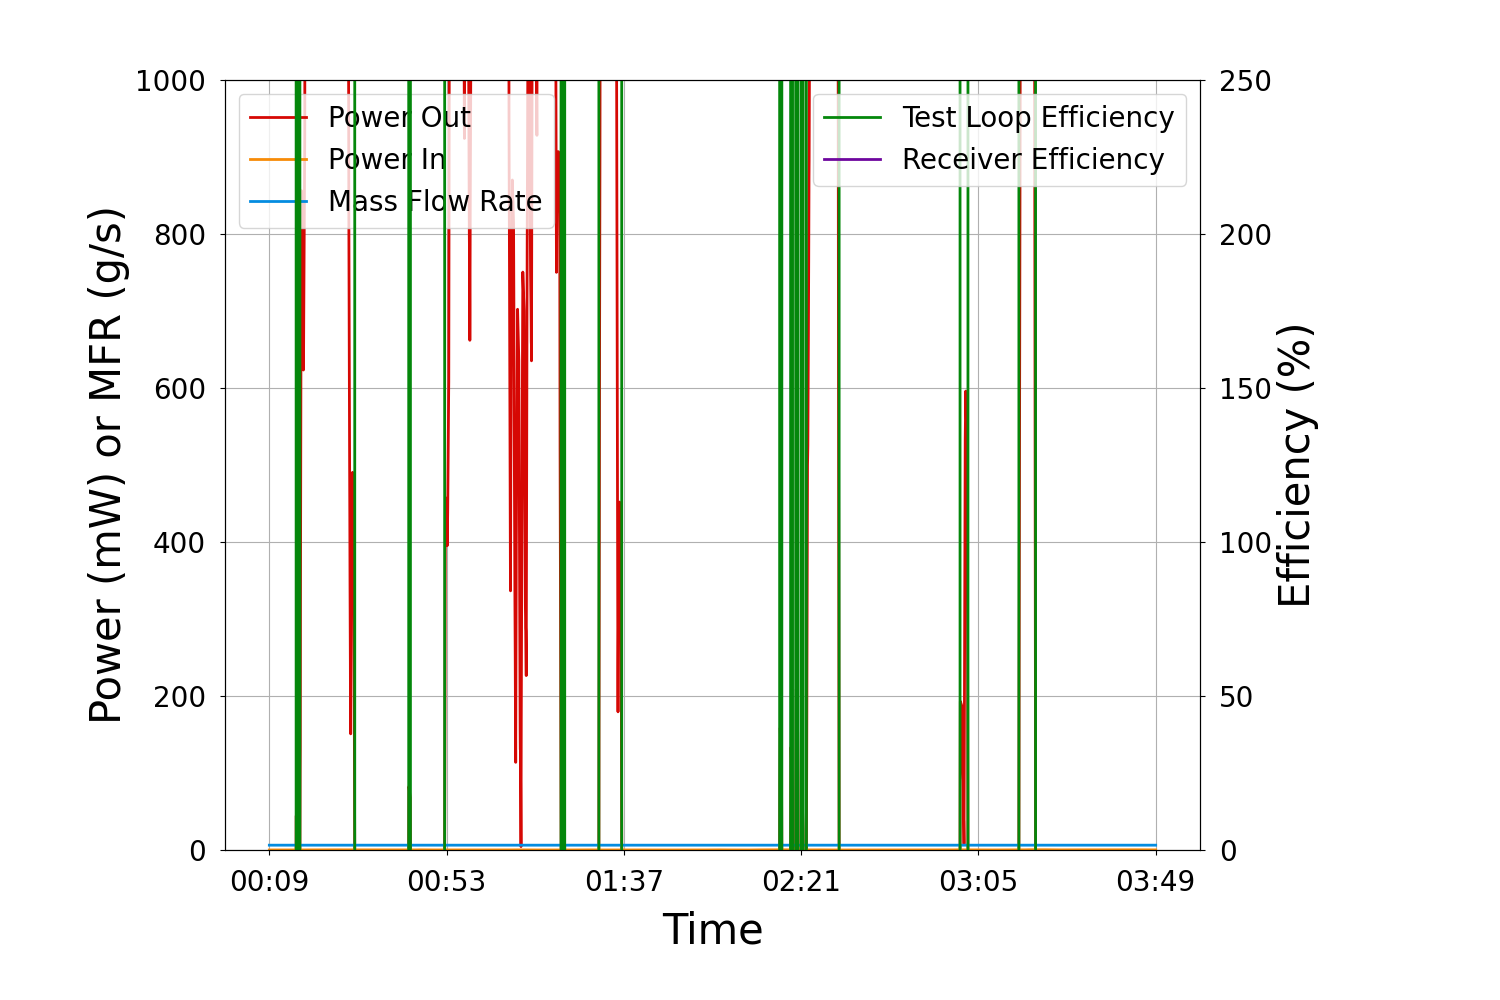 Power Out
Power In
Mass Flow Rate
Test Loop Efficiency
Receiver Efficiency
1000
800
600
400
200
0
Power (mW) or MFR (g/s)
250
200
150
100
50
0
Efficiency (%)
00:09 00:53 01:37 02:21 03:05 03:49
Time